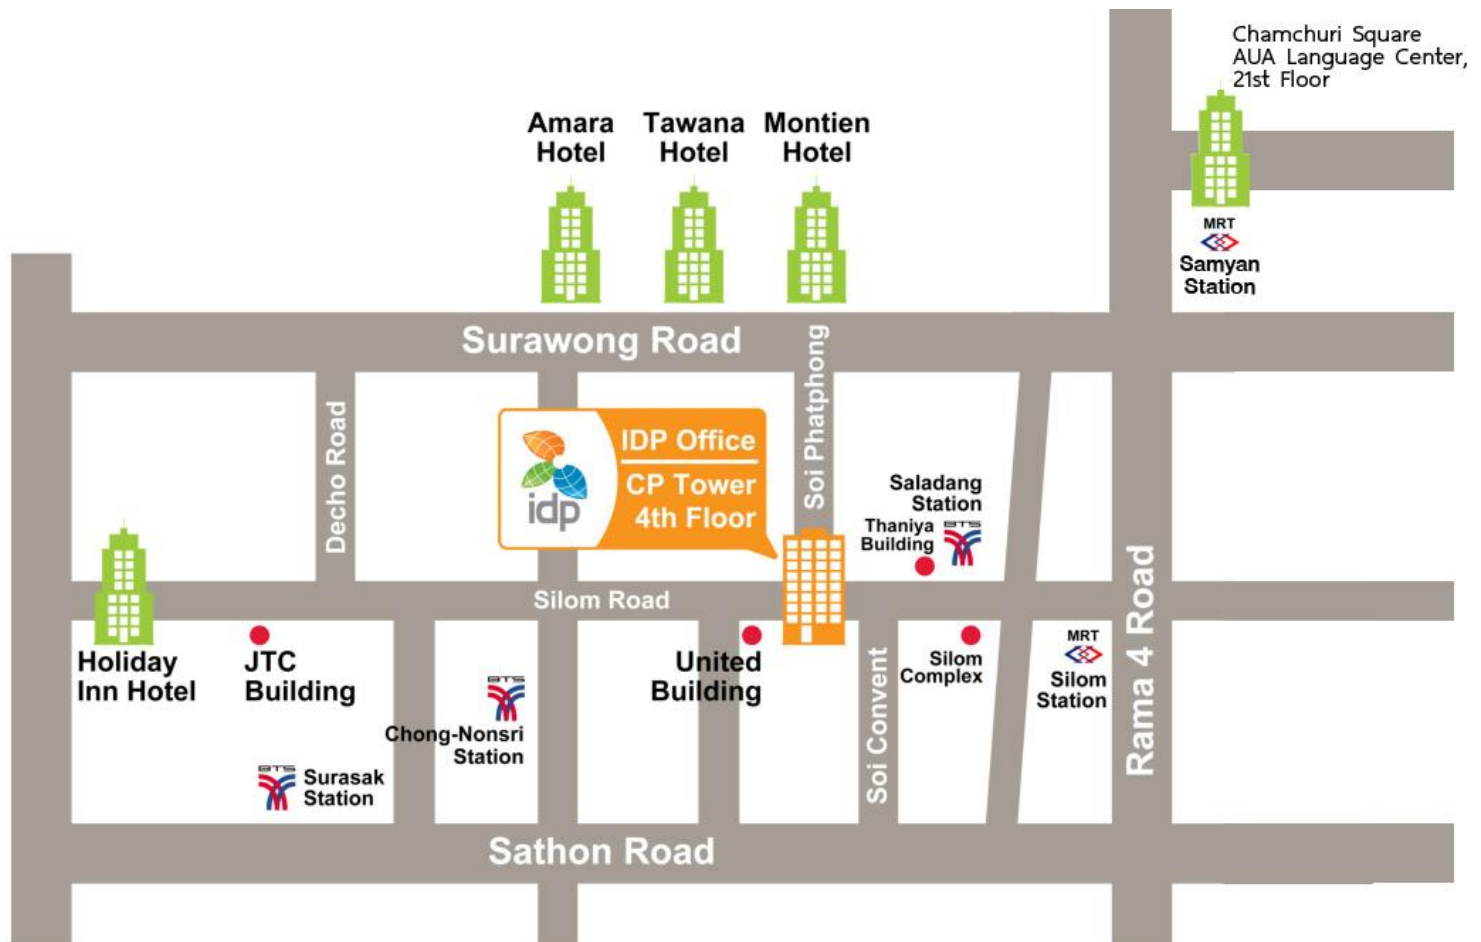 Chamchuri Square
AUA Language Center,
21st Floor
Amara
Hotel
Tawana
Hotel
Montien
Hotel
MRT
Samyan
Station
Surawong Road
Soi Phatphong
Decho Road
idp
IDP Office
CP Tower
4th Floor
Saladang
Station
Thaniya
Building
BTS
Silom Road
Rama 4 Road
Holiday
Inn Hotel
JTC
Building
BTS
Chong-Nonsri
Station
United
Building
Soi Convent
Silom
Complex
MRT
Silom
Station
BTS
Surasak
Station
Sathon Road